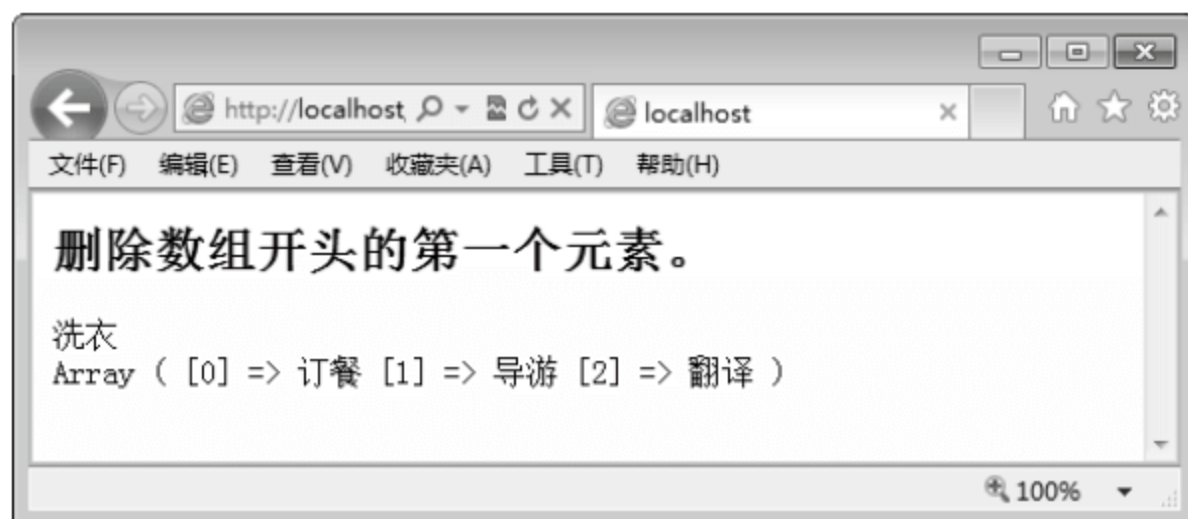 http://localhost, localhost
文件(F) 编辑(E) 查看(V) 收藏夹(A) 工具(T) 帮助(H)
删除数组开头的第一个元素。
洗衣
Array ( [0] => 订餐 [1] => 导游 [2] => 翻译 )
100%